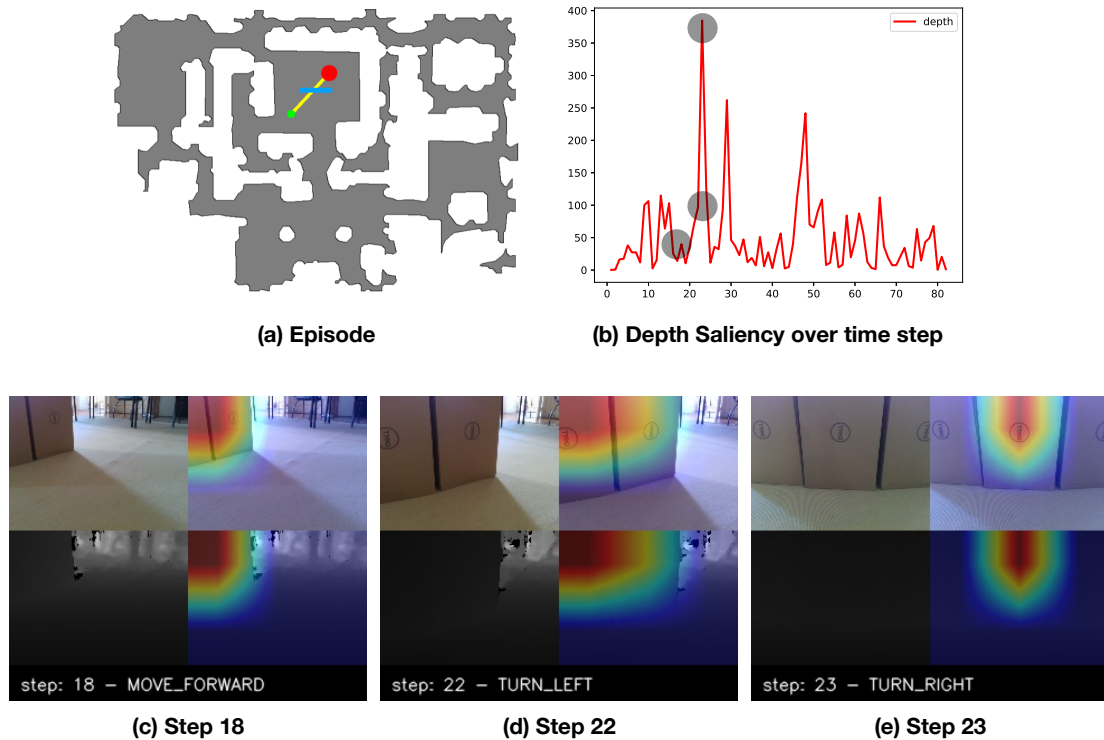 400
350
300
250
200
150
100
50
0
depth
0 10 20 30 40 50 60 70 80
(a) Episode
(b) Depth Saliency over time step
DELL
step: 18 – MOVE_FORWARD
step: 22 – TURN_LEFT
step: 23 – TURN_RIGHT
(c) Step 18
(d) Step 22
(e) Step 23